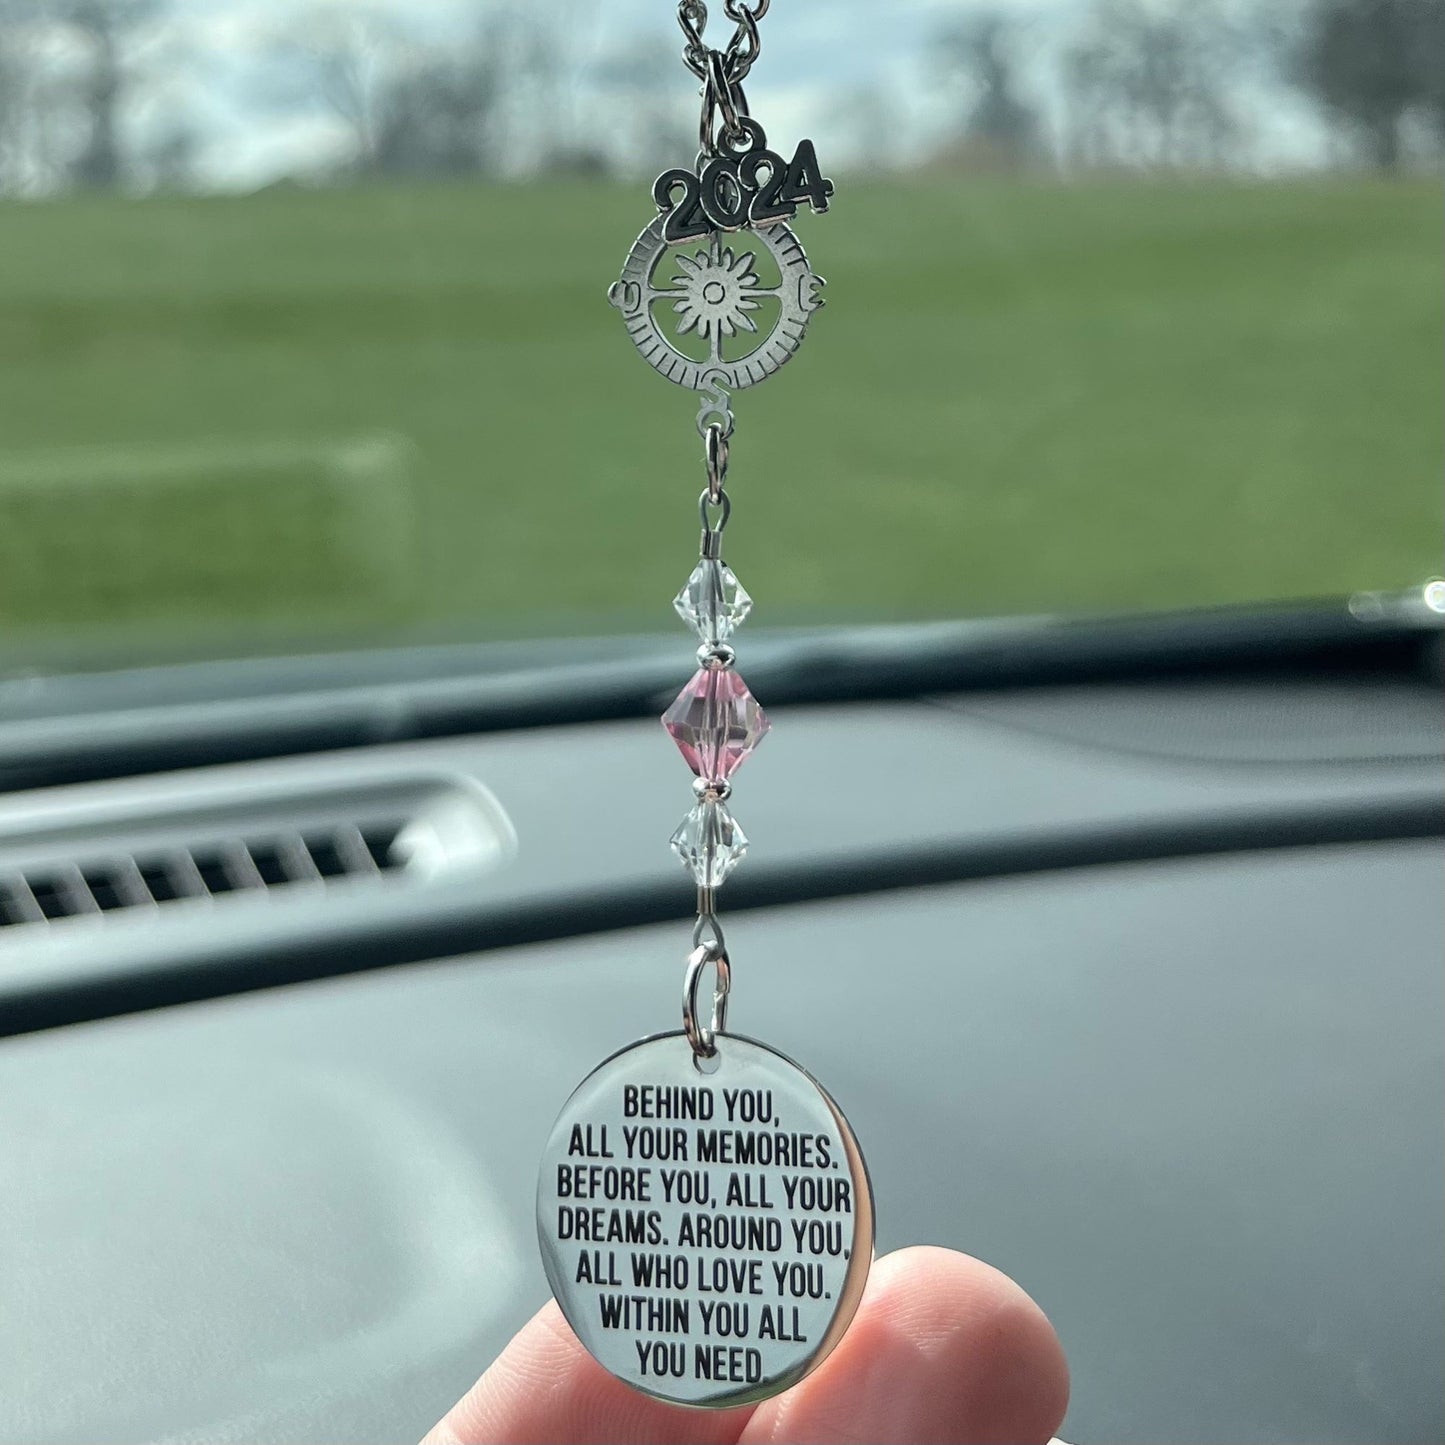 2024
S
BEHIND YOU,
ALL YOUR MEMORIES.
BEFORE YOU, ALL YOUR
DREAMS. AROUND YOU,
ALL WHO LOVE YOU.
WITHIN YOU ALL
YOU NEED.